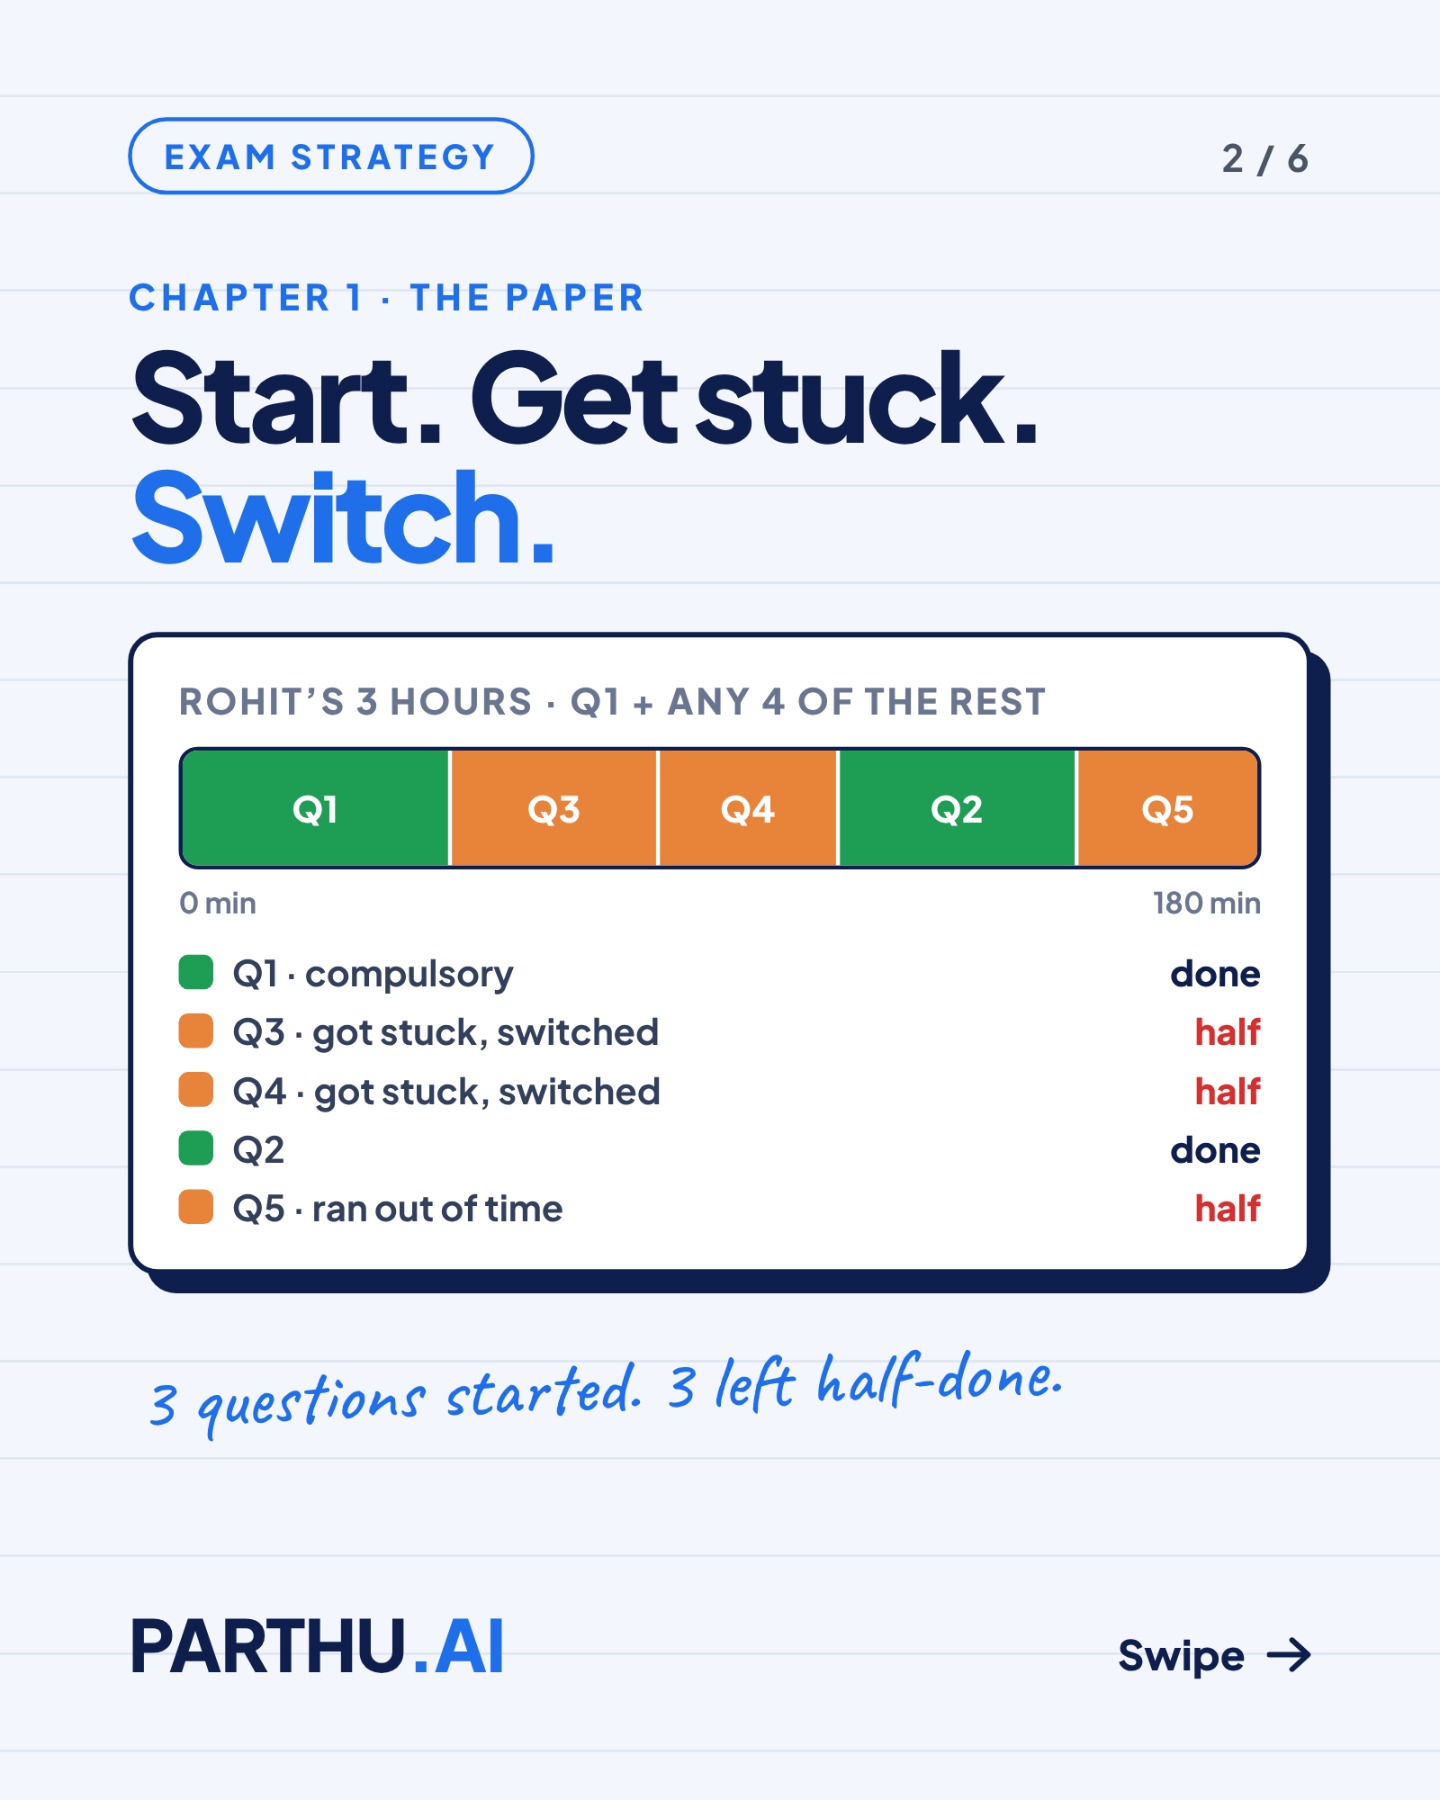 EXAM STRATEGY
2 / 6
CHAPTER 1 · THE PAPER
Start. Get stuck.
Switch.
ROHIT’S 3 HOURS · Q1 + ANY 4 OF THE REST
Q1 Q3 Q4 Q2 Q5
0 min 180 min
Q1 · compulsory done
Q3 · got stuck, switched half
Q4 · got stuck, switched half
Q2 done
Q5 · ran out of time half
3 questions started. 3 left half-done.
PARTHU.AI
Swipe →